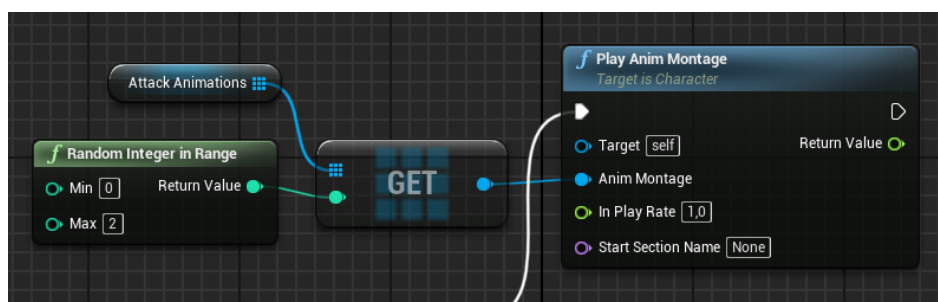 Attack Animations
f Random Integer in Range
Min 0 Return Value
Max 2
GET
f Play Anim Montage
Target is Character
Target self Return Value
Anim Montage
In Play Rate 1,0
Start Section Name None